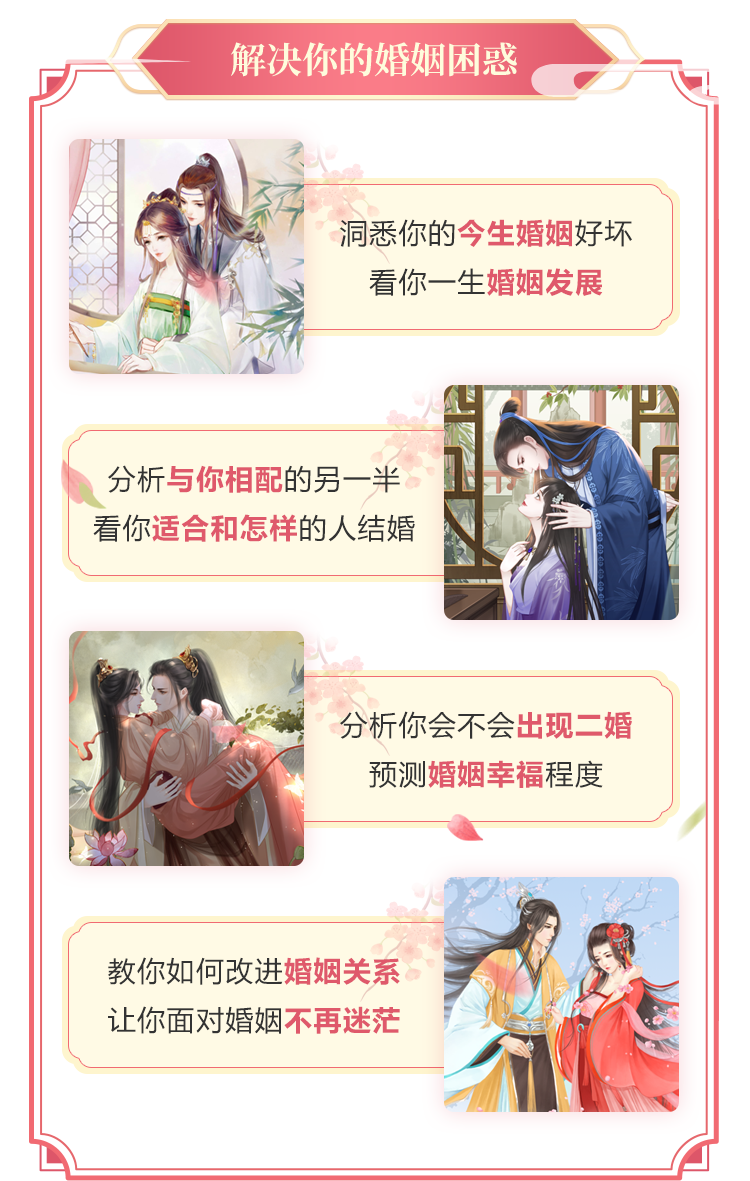 解决你的婚姻困惑
洞悉你的今生婚姻好坏
看你一生婚姻发展
分析与你相配的另一半
看你适合和怎样的人结婚
分析你会不会出现二婚
预测婚姻幸福程度
教你如何改进婚姻关系
让你面对婚姻不再迷茫